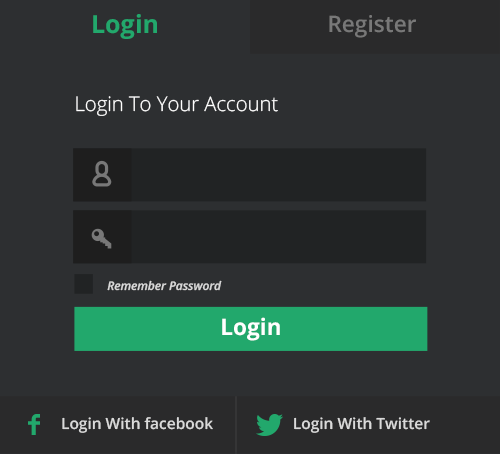 Login
Register
Login To Your Account
Remember Password
Login
Login With facebook
Login With Twitter